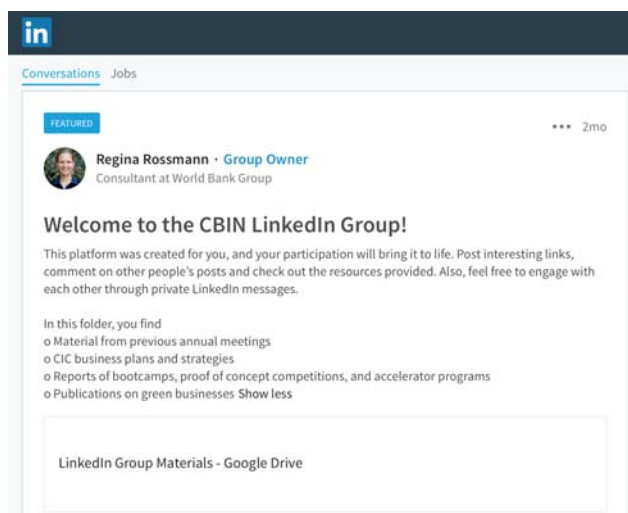 in
Conversations Jobs
FEATURED
••• 2mo
Regina Rossmann · Group Owner
Consultant at World Bank Group
Welcome to the CBIN LinkedIn Group!
This platform was created for you, and your participation will bring it to life. Post interesting links,
comment on other people's posts and check out the resources provided. Also, feel free to engage with
each other through private LinkedIn messages.
In this folder, you find
o Material from previous annual meetings
o CIC business plans and strategies
o Reports of bootcamps, proof of concept competitions, and accelerator programs
o Publications on green businesses Show less
LinkedIn Group Materials - Google Drive